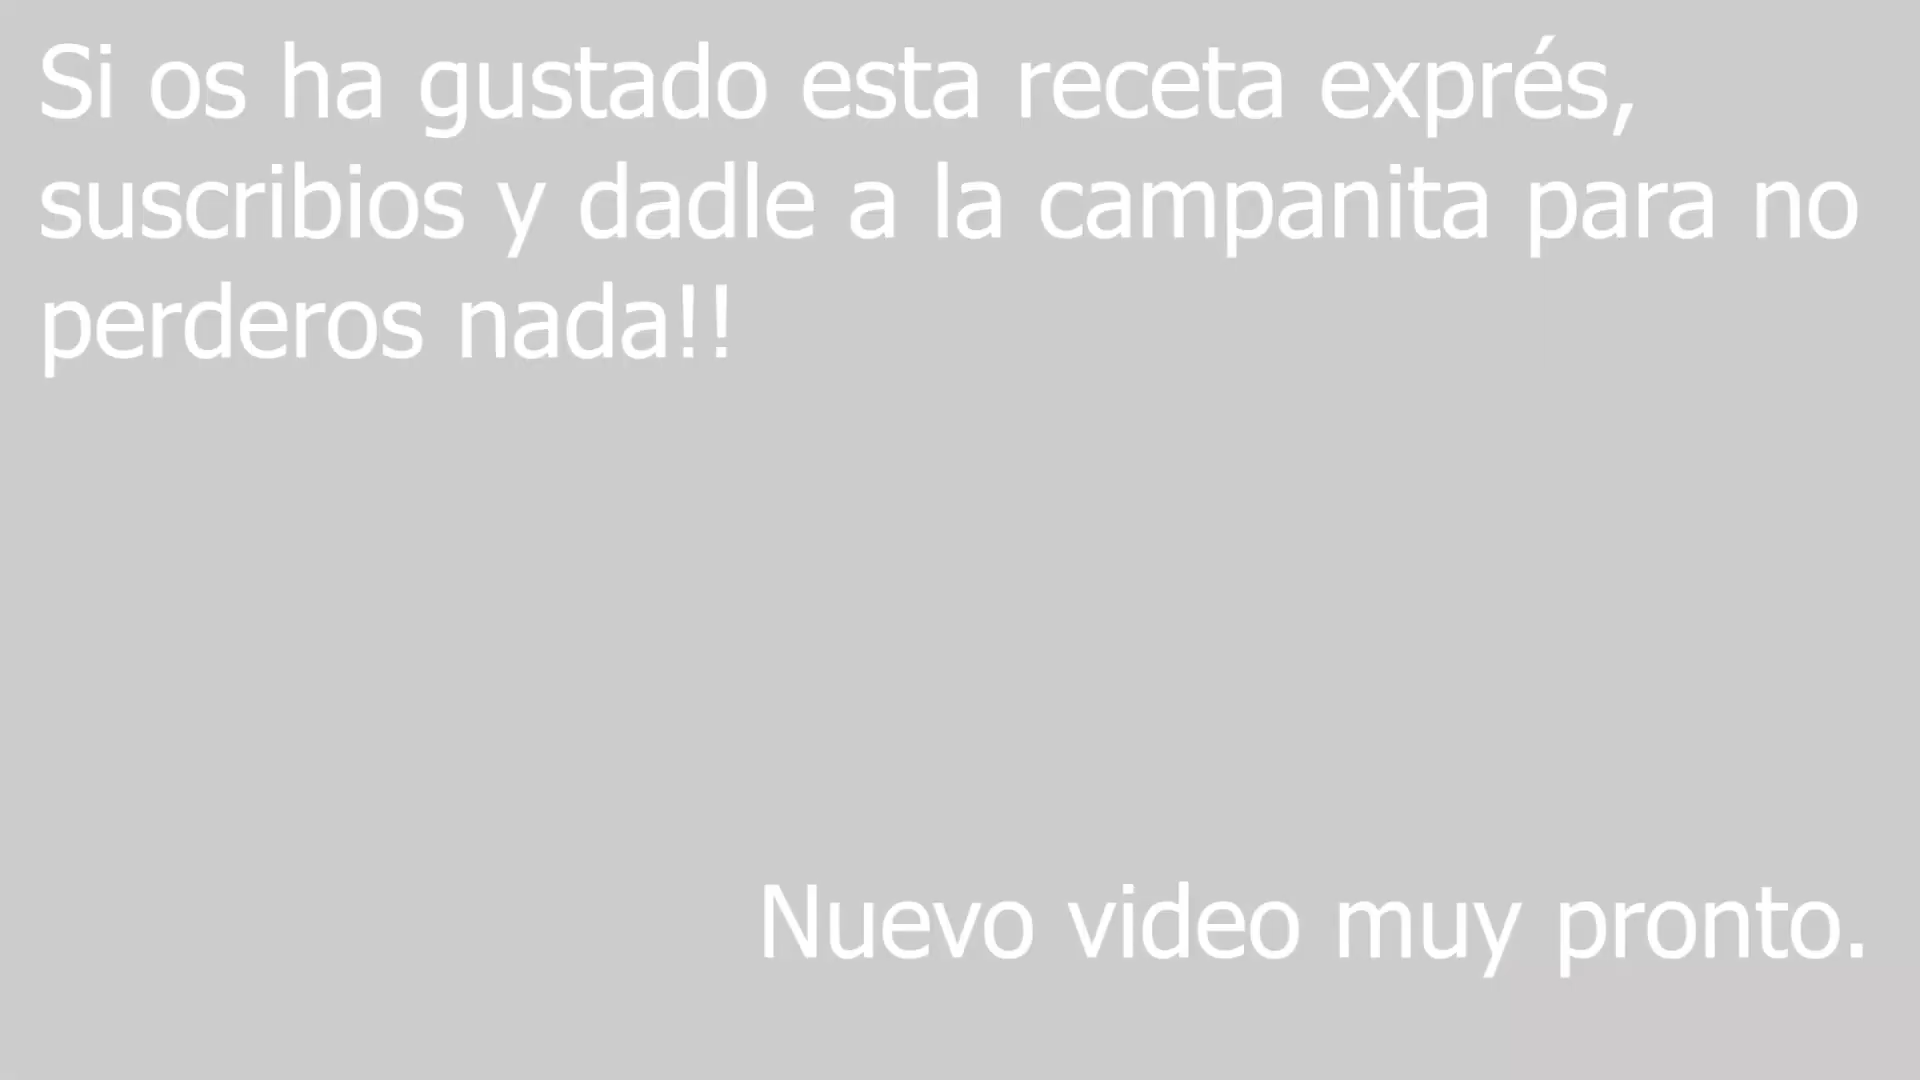 Si os ha gustado esta receta exprés,
suscribios y dadle a la campanita para no
perderos nada!!
Nuevo video muy pronto.